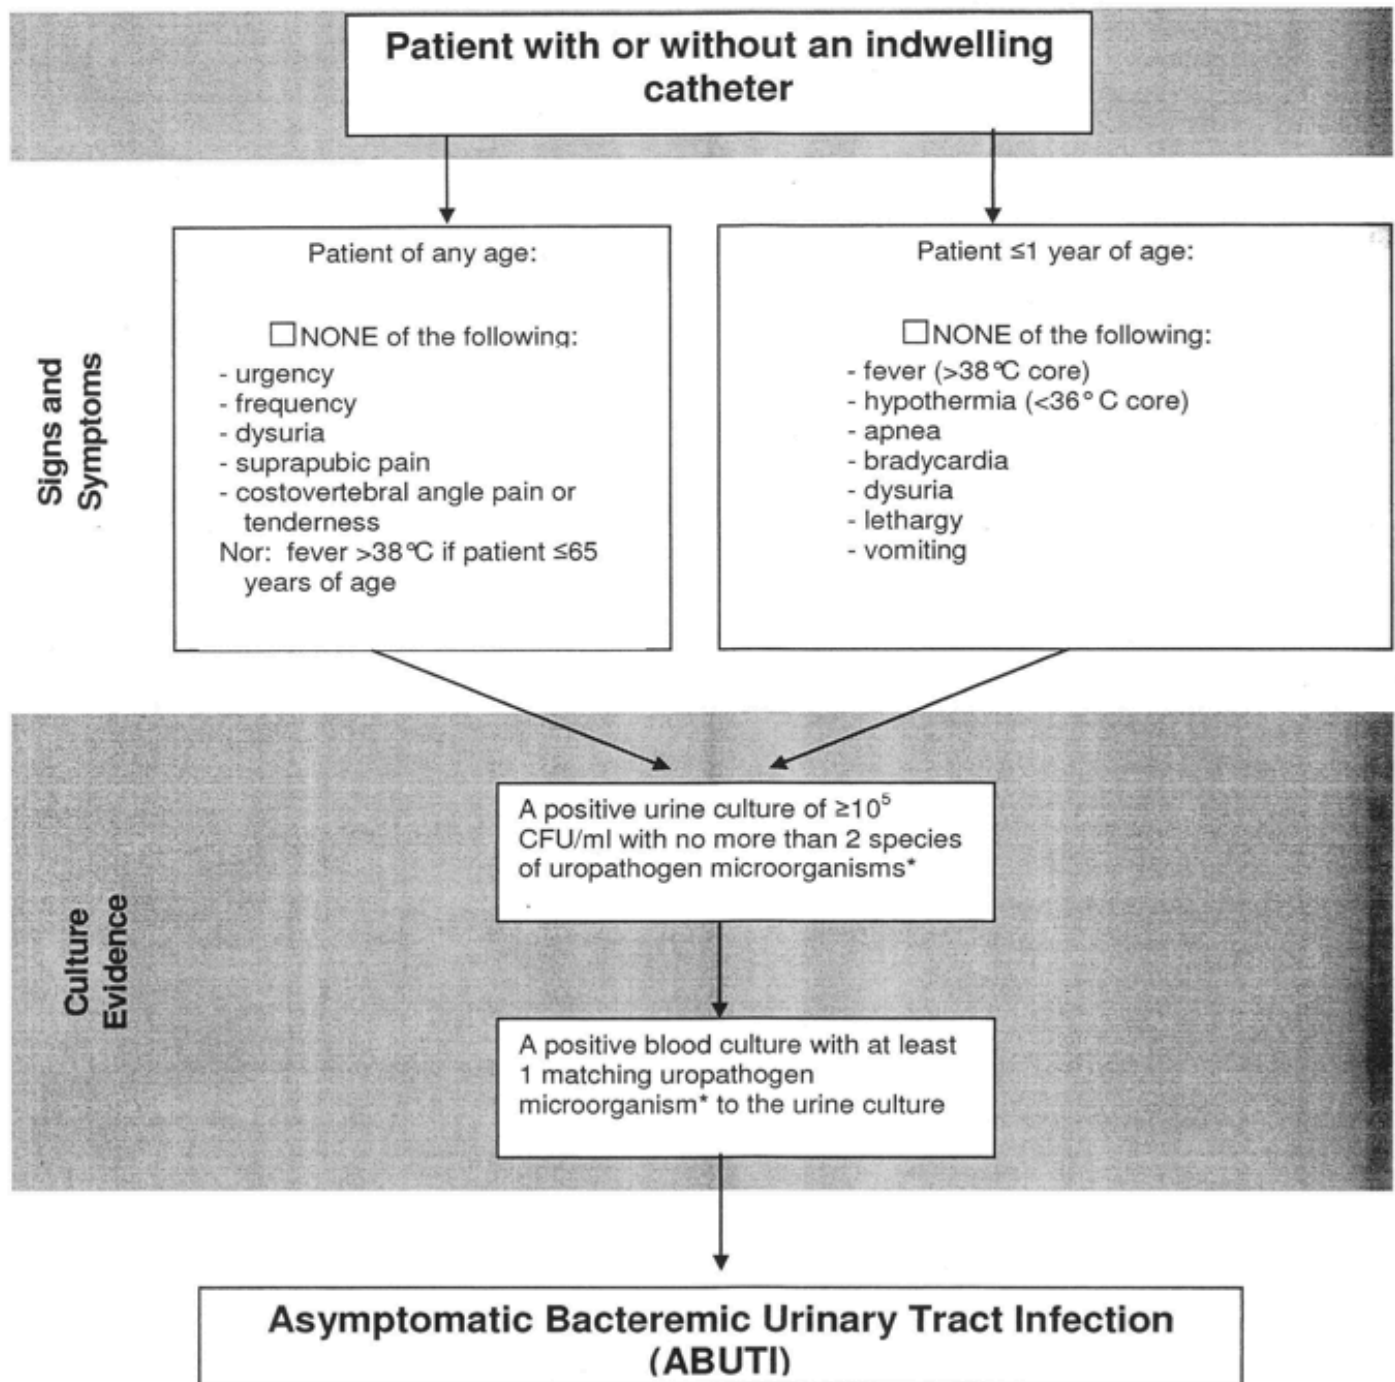 Patient with or without an indwelling
catheter
Signs and
Symptoms
Patient of any age:
☐NONE of the following:
- urgency
- frequency
- dysuria
- suprapubic pain
- costovertebral angle pain or
tenderness
Nor: fever >38°C if patient ≤65
years of age
Patient ≤1 year of age:
☐NONE of the following:
- fever (>38°C core)
- hypothermia (<36° C core)
- apnea
- bradycardia
- dysuria
- lethargy
- vomiting
Culture
Evidence
A positive urine culture of ≥10⁵
CFU/ml with no more than 2 species
of uropathogen microorganisms*
A positive blood culture with at least
1 matching uropathogen
microorganism* to the urine culture
Asymptomatic Bacteremic Urinary Tract Infection
(ABUTI)